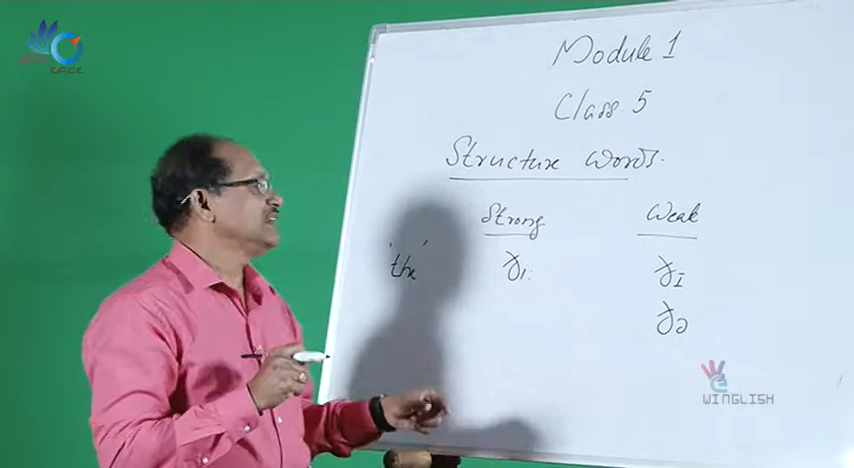 Module 1
Class 5
Structure words.
Strong Weak
'the' ði: ðɪ
ðə
WINGLISH